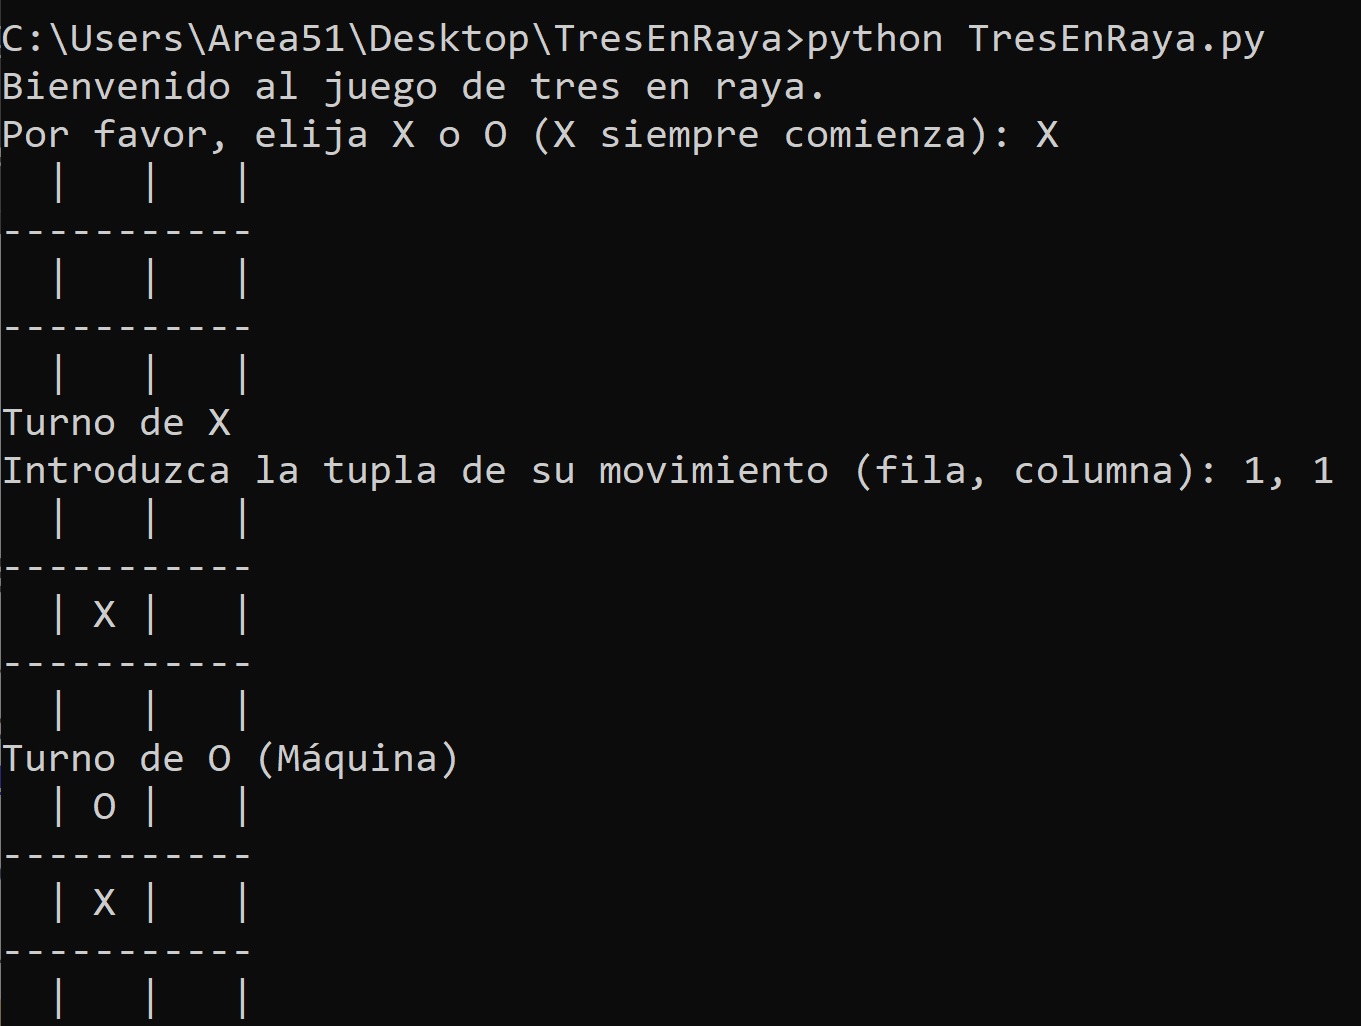 C:\Users\Area51\Desktop\TresEnRaya>python TresEnRaya.py
Bienvenido al juego de tres en raya.
Por favor, elija X o O (X siempre comienza): X
  |   |   |
-----------
  |   |   |
-----------
  |   |   |
Turno de X
Introduzca la tupla de su movimiento (fila, columna): 1, 1
  |   |   |
-----------
  | X |   |
-----------
  |   |   |
Turno de O (Máquina)
  | O |   |
-----------
  | X |   |
-----------
  |   |   |